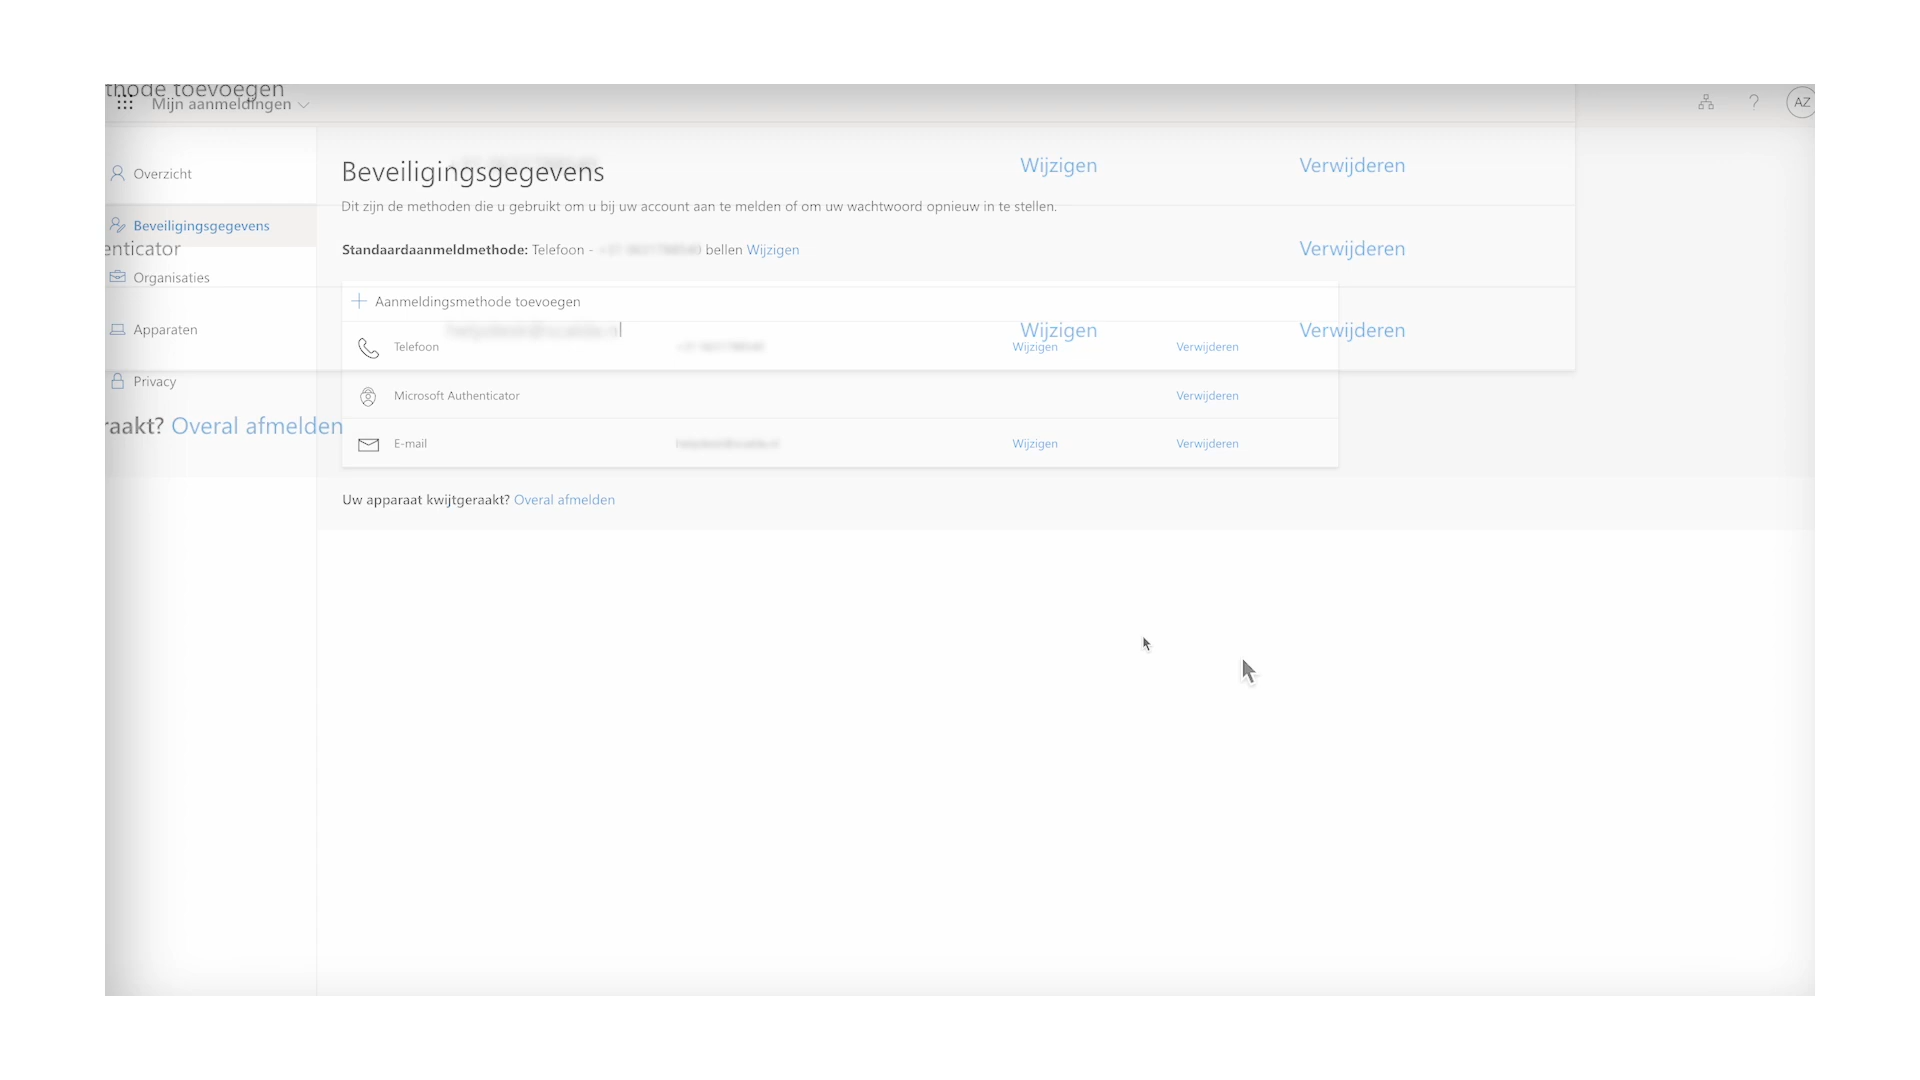 thode toevoegen
Mijn aanmeldingen
? AZ
Overzicht
Beveiligingsgegevens
Organisaties
Apparaten
Privacy
enticator
raakt? Overal afmelden
Beveiligingsgegevens
Wijzigen Verwijderen
Dit zijn de methoden die u gebruikt om u bij uw account aan te melden of om uw wachtwoord opnieuw in te stellen.
Standaardaanmeldmethode: Telefoon - bellen Wijzigen
Verwijderen
Aanmeldingsmethode toevoegen
Wijzigen Verwijderen
Telefoon Wijzigen Verwijderen
Microsoft Authenticator Verwijderen
E-mail Wijzigen Verwijderen
Uw apparaat kwijtgeraakt? Overal afmelden